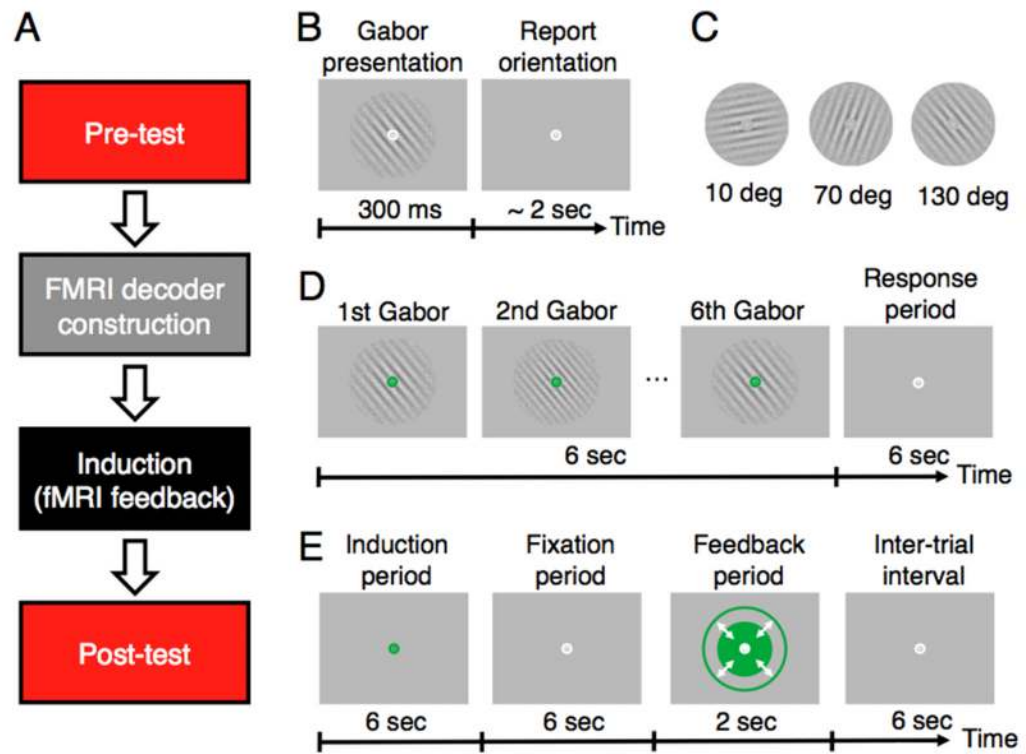 A
Pre-test
FMRI decoder
construction
Induction
(fMRI feedback)
Post-test
B
Gabor
presentation
Report
orientation
300 ms
~ 2 sec
Time
C
10 deg
70 deg
130 deg
D
1st Gabor
2nd Gabor
...
6th Gabor
Response
period
6 sec
6 sec
Time
E
Induction
period
Fixation
period
Feedback
period
Inter-trial
interval
6 sec
6 sec
2 sec
6 sec
Time